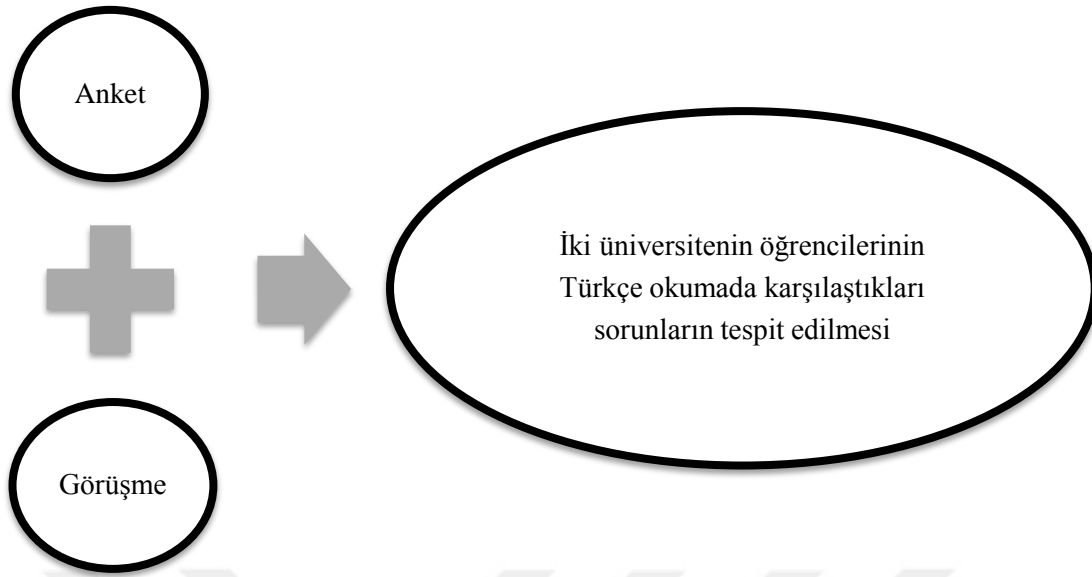 Anket
İki üniversitenin öğrencilerinin
Türkçe okumada karşılaştıkları
sorunların tespit edilmesi
Görüşme